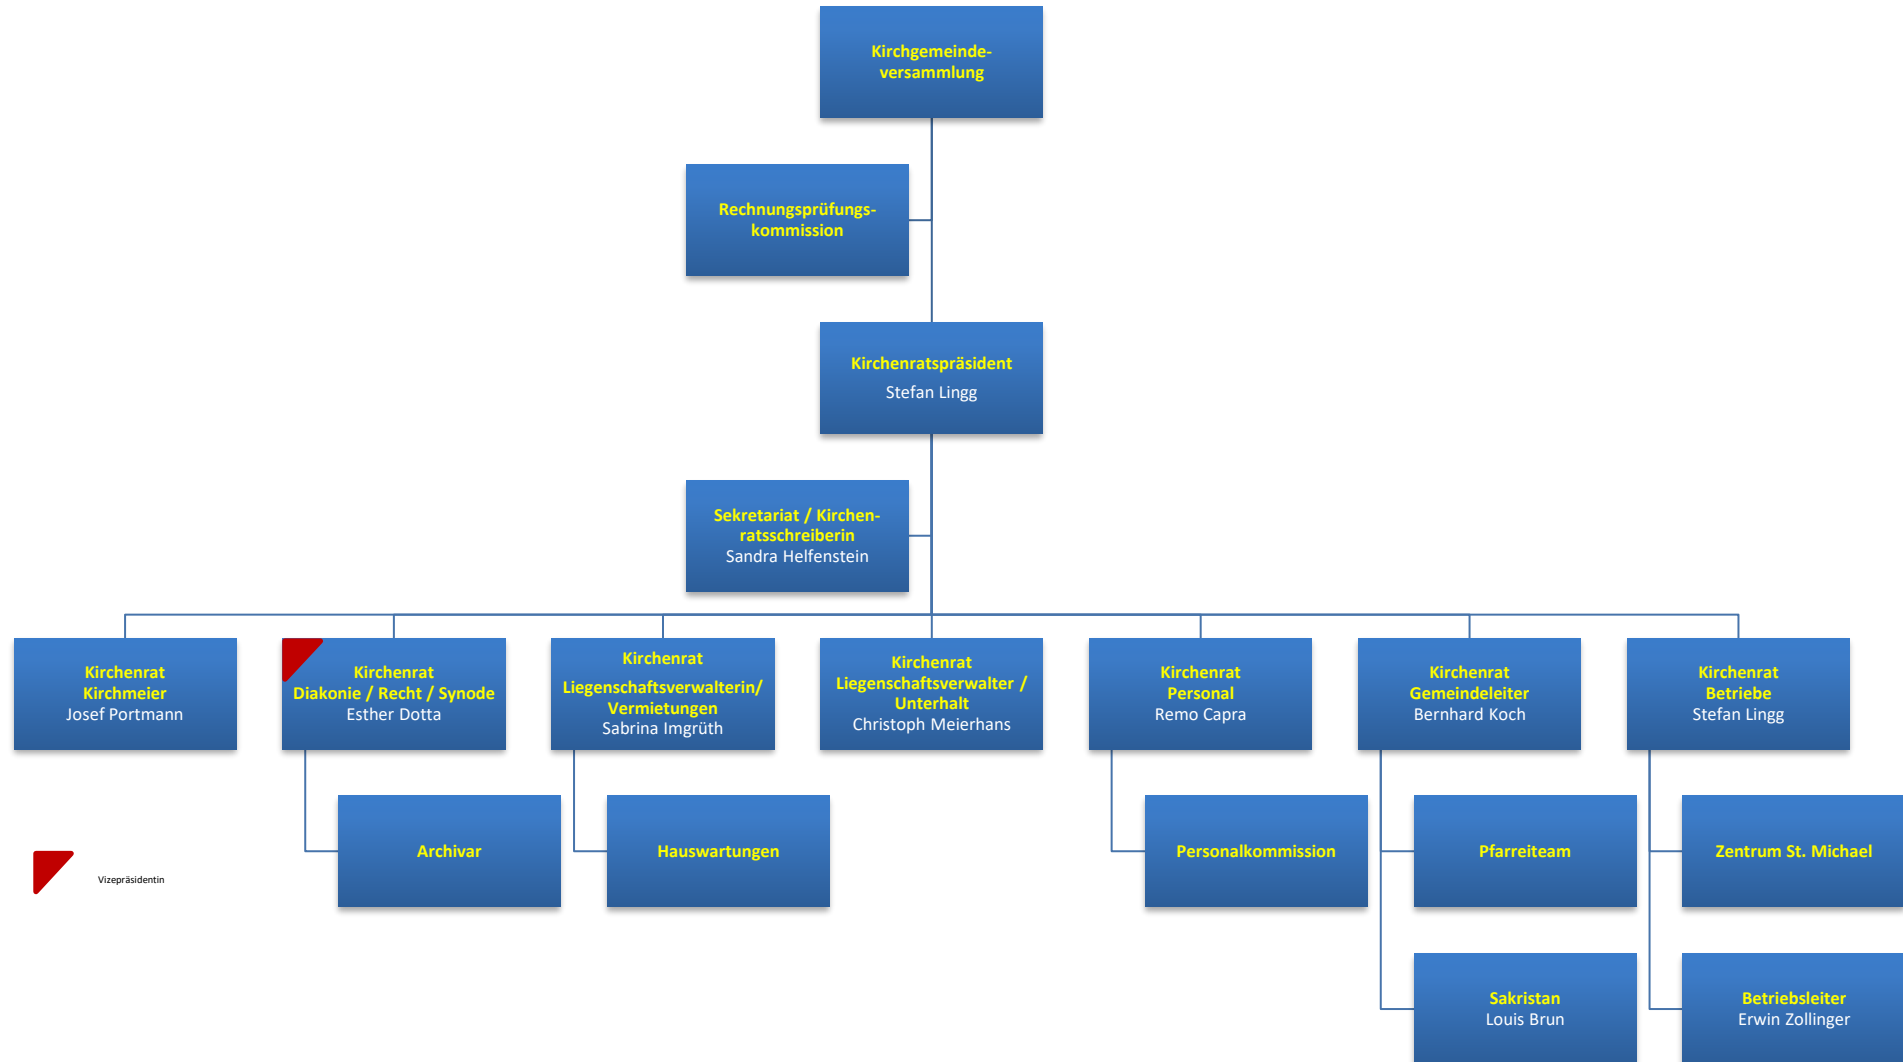 Kirchgemeinde-
versammlung
Rechnungsprüfungs-
kommission
Kirchenratspräsident
Stefan Lingg
Sekretariat / Kirchen-
ratsschreiberin
Sandra Helfenstein
Kirchenrat
Kirchmeier
Josef Portmann
Kirchenrat
Diakonie / Recht / Synode
Esther Dotta
Kirchenrat
Liegenschaftsverwalterin/
Vermietungen
Sabrina Imgrüth
Kirchenrat
Liegenschaftsverwalter /
Unterhalt
Christoph Meierhans
Kirchenrat
Personal
Remo Capra
Kirchenrat
Gemeindeleiter
Bernhard Koch
Kirchenrat
Betriebe
Stefan Lingg
Archivar
Hauswartungen
Personalkommission
Pfarreiteam
Zentrum St. Michael
Vizepräsidentin
Sakristan
Louis Brun
Betriebsleiter
Erwin Zollinger